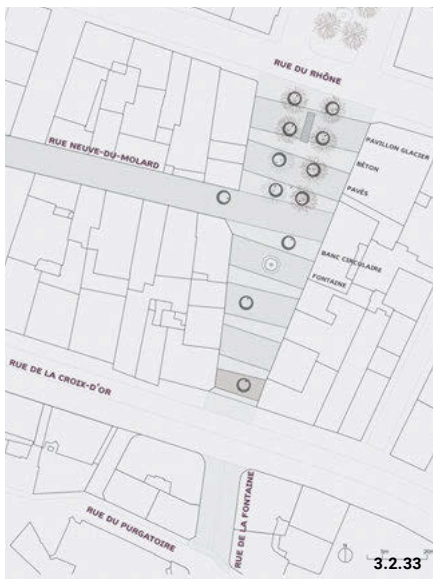 RUE DU RHÔNE
PAVILLON GLACIER
BÉTON
PAVÉS
RUE NEUVE-DU-MOLARD
BANC CIRCULAIRE
FONTAINE
RUE DE LA CROIX-D'OR
RUE DU PURGATOIRE
RUE DE LA FONTAINE
3.2.33